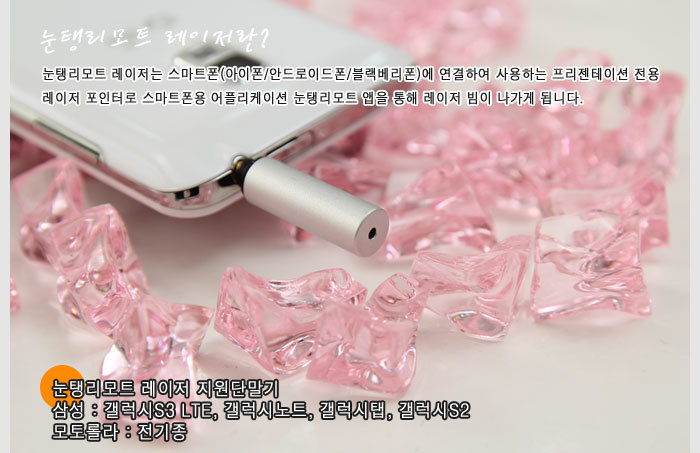 눈탱리모트 레이저란?
눈탱리모트 레이저는 스마트폰(아이폰/안드로이드폰/블랙베리폰)에 연결하여 사용하는 프리젠테이션 전용
레이저 포인터로 스마트폰용 어플리케이션 눈탱리모트 앱을 통해 레이저 빔이 나가게 됩니다.
눈탱리모트 레이저 지원단말기
삼성 : 갤럭시S3 LTE, 갤럭시노트, 갤럭시탭, 갤럭시S2
모토롤라 : 전기종